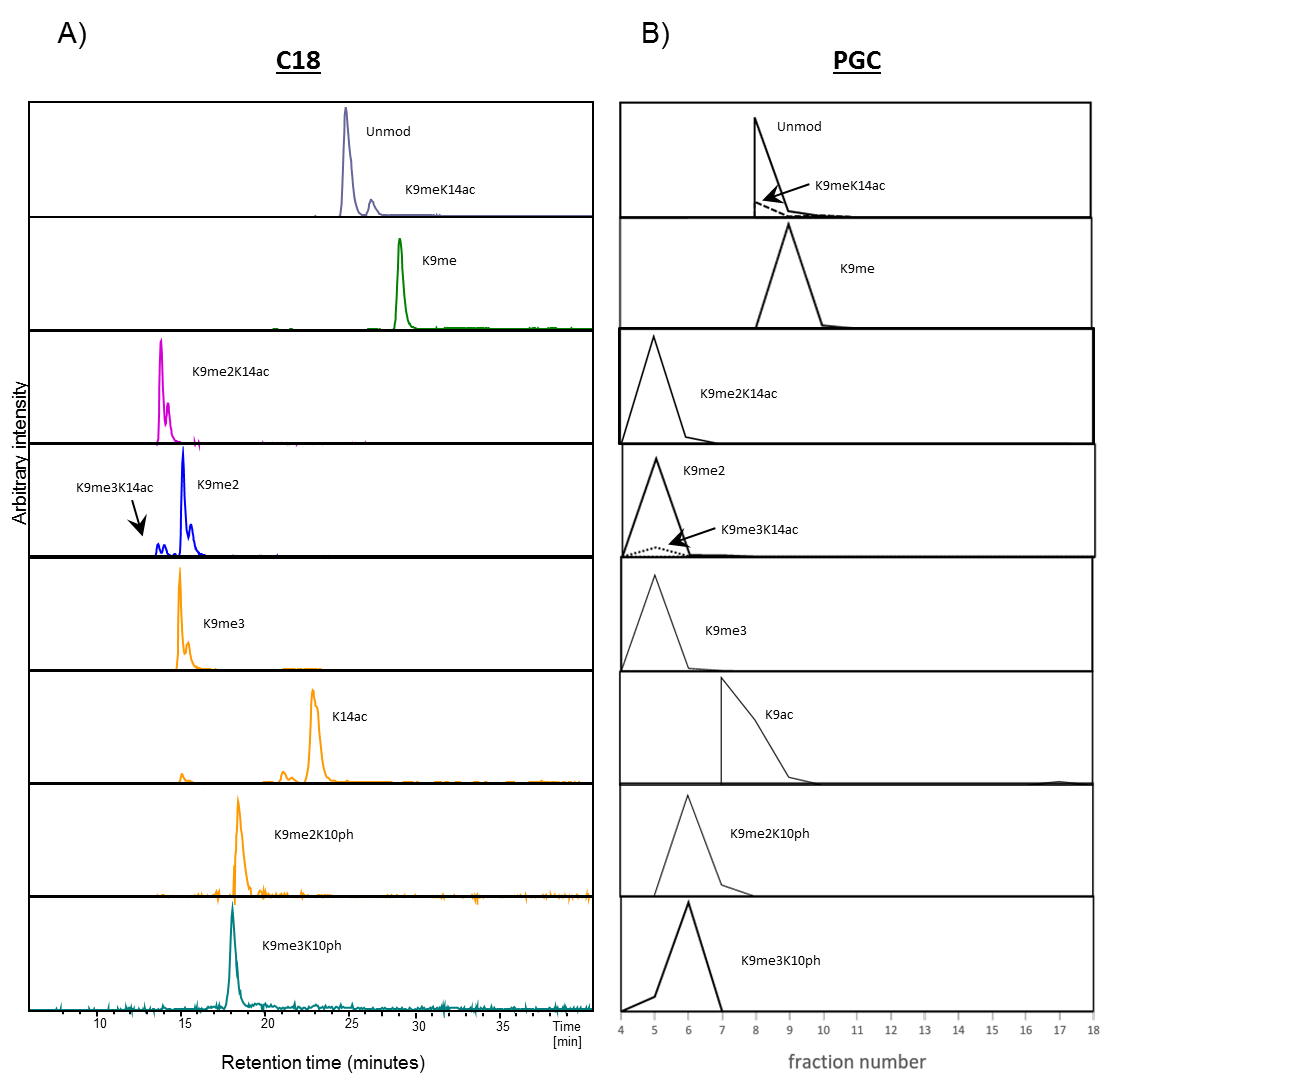 A)
C18
Unmod
K9meK14ac
K9me
K9me2K14ac
K9me3K14ac
K9me2
K9me3
K14ac
K9me2K10ph
K9me3K10ph
Arbitrary intensity
10 15 20 25 30 35 Time
[min]
Retention time (minutes)
B)
PGC
Unmod
K9meK14ac
K9me
K9me2K14ac
K9me2
K9me3K14ac
K9me3
K9ac
K9me2K10ph
K9me3K10ph
4 5 6 7 8 9 10 11 12 13 14 15 16 17 18
fraction number